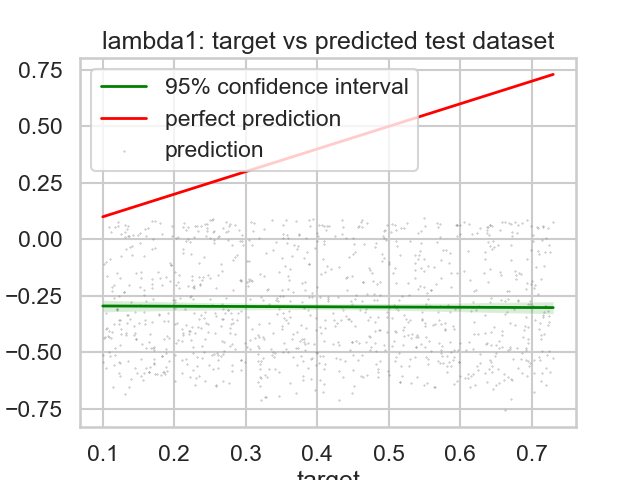 lambda1: target vs predicted test dataset
95% confidence interval
perfect prediction
prediction
0.75
0.50
0.25
0.00
−0.25
−0.50
−0.75
0.1 0.2 0.3 0.4 0.5 0.6 0.7
target